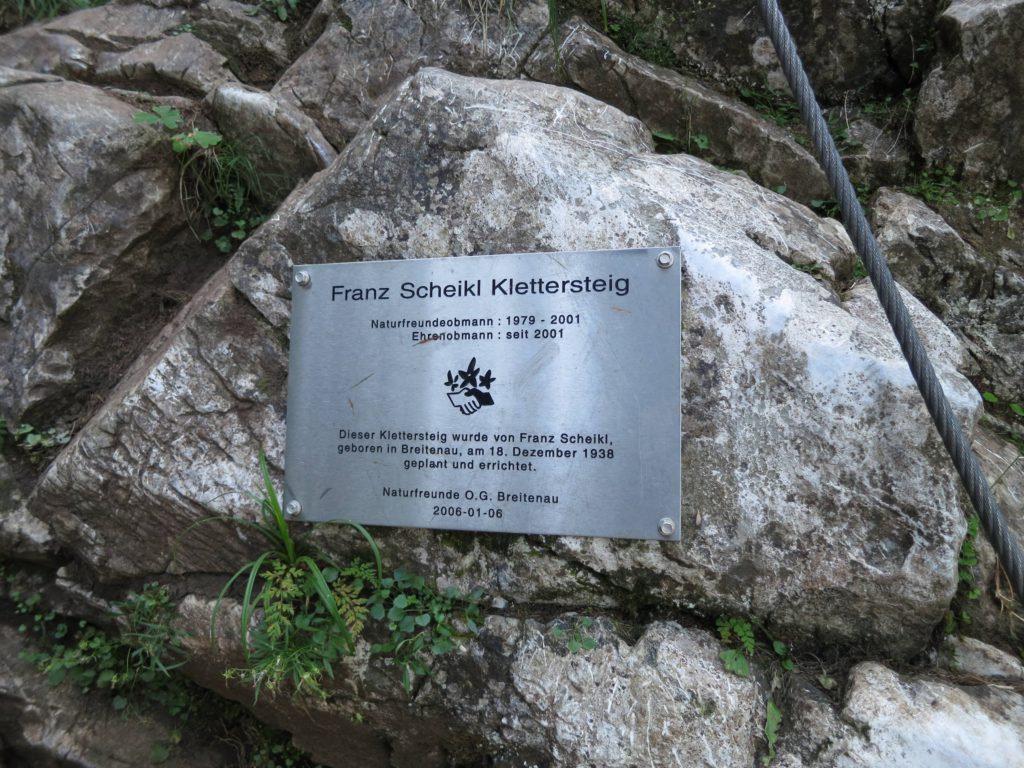 Franz Scheikl Klettersteig
Naturfreundeobmann : 1979 - 2001
Ehrenobmann : seit 2001
Dieser Klettersteig wurde von Franz Scheikl,
geboren in Breitenau, am 18. Dezember 1938
geplant und errichtet.
Naturfreunde O.G. Breitenau
2006-01-06